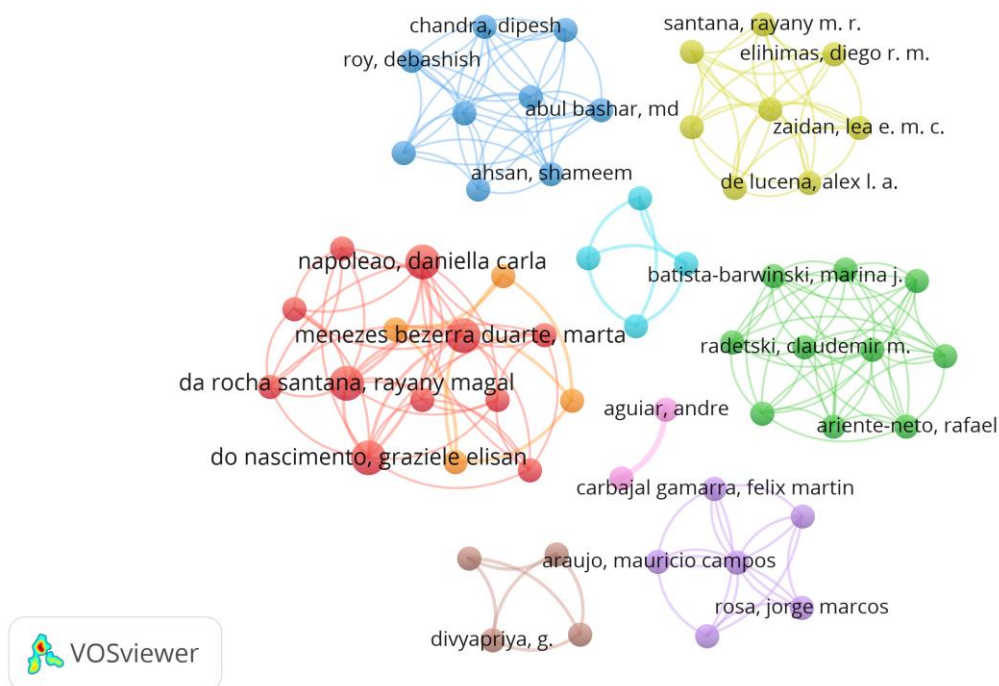 chandra, dipesh
santana, rayany m. r.
roy, debashish
elihimas, diego r. m.
abul bashar, md
zaidan, lea e. m. c.
ahsan, shameem
de lucena, alex l. a.
napoleao, daniella carla
batista-barwinski, marina j.
menezes bezerra duarte, marta
radetski, claudemir m.
da rocha santana, rayany magal
aguiar, andre
ariente-neto, rafael
do nascimento, graziele elisan
carbajal gamarra, felix martin
araujo, mauricio campos
rosa, jorge marcos
divyapriya, g.
VOSviewer